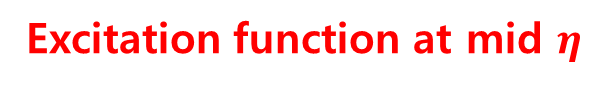 Excitation function at mid η